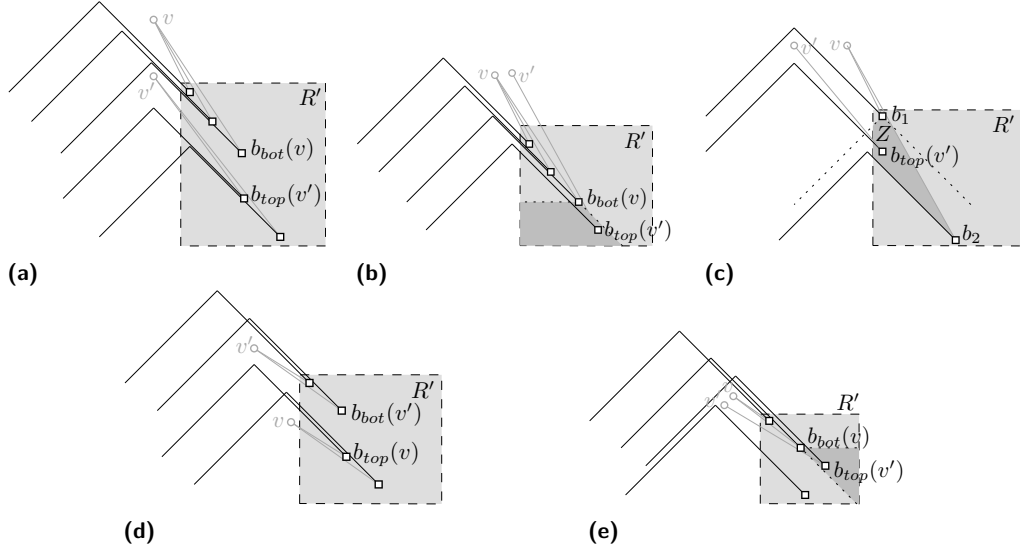 v
R'
v'
b_bot(v)
b_top(v')
(a)
v
v'
R'
b_bot(v)
b_top(v')
(b)
v'
v
b_1
R'
Z
b_top(v')
b_2
(c)
v'
R'
b_bot(v')
v
b_top(v)
(d)
v
v'
R'
b_bot(v)
b_top(v')
(e)